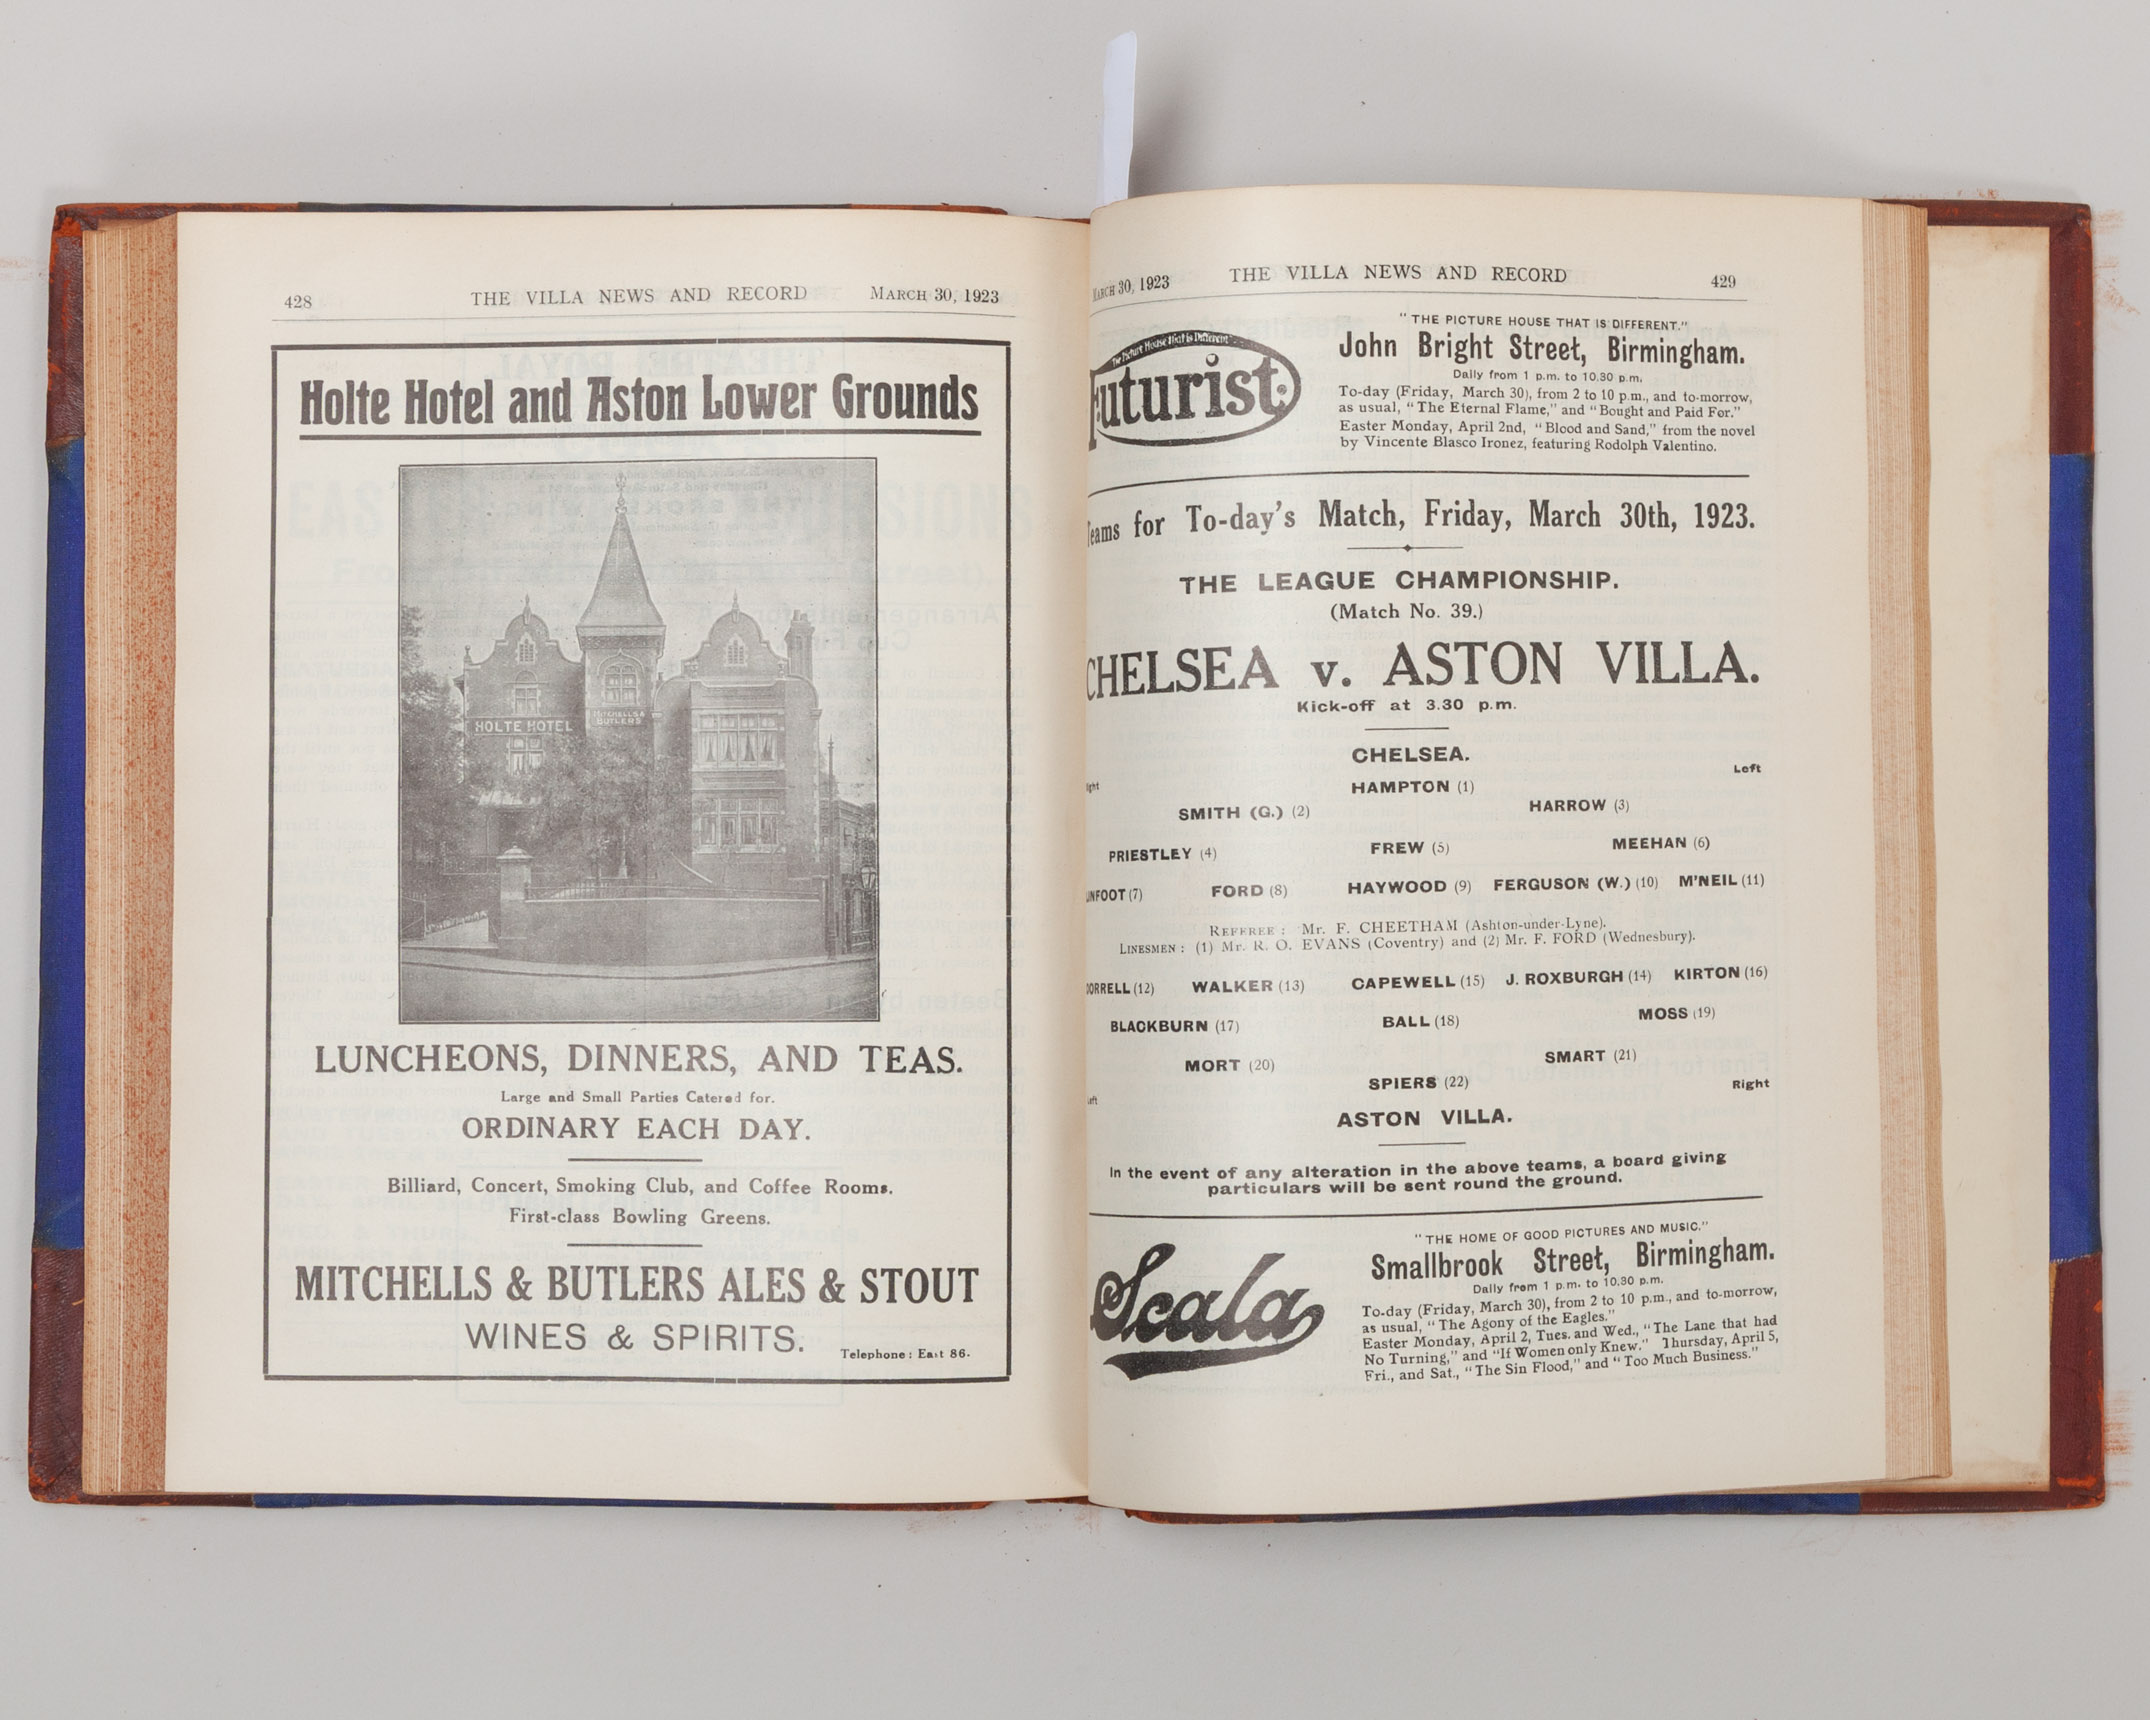 428 THE VILLA NEWS AND RECORD MARCH 30, 1923
Holte Hotel and Aston Lower Grounds
HOLTE HOTEL
MITCHELLS & BUTLERS
LUNCHEONS, DINNERS, AND TEAS.
Large and Small Parties Catered for.
ORDINARY EACH DAY.
Billiard, Concert, Smoking Club, and Coffee Rooms.
First-class Bowling Greens.
MITCHELLS & BUTLERS ALES & STOUT
WINES & SPIRITS.
Telephone: East 86.
MARCH 30, 1923 THE VILLA NEWS AND RECORD 429
The Picture House that is Different
Futurist
"THE PICTURE HOUSE THAT IS DIFFERENT."
John Bright Street, Birmingham.
Daily from 1 p.m. to 10.30 p.m.
To-day (Friday, March 30), from 2 to 10 p.m., and to-morrow,
as usual, "The Eternal Flame," and "Bought and Paid For."
Easter Monday, April 2nd, "Blood and Sand," from the novel
by Vincente Blasco Ironez, featuring Rodolph Valentino.
Teams for To-day's Match, Friday, March 30th, 1923.
THE LEAGUE CHAMPIONSHIP.
(Match No. 39.)
CHELSEA v. ASTON VILLA.
Kick-off at 3.30 p.m.
CHELSEA.
Left
HAMPTON (1)
SMITH (G.) (2) HARROW (3)
PRIESTLEY (4) FREW (5) MEEHAN (6)
NFOOT (7) FORD (8) HAYWOOD (9) FERGUSON (W.) (10) M'NEIL (11)
REFEREE: Mr. F. CHEETHAM (Ashton-under-Lyne).
LINESMEN: (1) Mr. R. O. EVANS (Coventry) and (2) Mr. F. FORD (Wednesbury).
ORRELL (12) WALKER (13) CAPEWELL (15) J. ROXBURGH (14) KIRTON (16)
BLACKBURN (17) BALL (18) MOSS (19)
MORT (20) SMART (21)
SPIERS (22)
Right
ASTON VILLA.
In the event of any alteration in the above teams, a board giving
particulars will be sent round the ground.
Scala
"THE HOME OF GOOD PICTURES AND MUSIC."
Smallbrook Street, Birmingham.
Daily from 1 p.m. to 10.30 p.m.
To-day (Friday, March 30), from 2 to 10 p.m., and to-morrow,
as usual, "The Agony of the Eagles."
Easter Monday, April 2, Tues. and Wed., "The Lane that had
No Turning," and "If Women only Knew." Thursday, April 5,
Fri., and Sat., "The Sin Flood," and "Too Much Business."